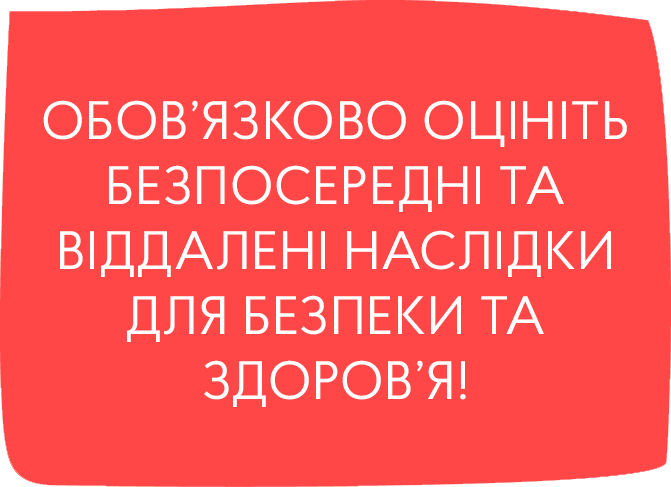 ОБОВ’ЯЗКОВО ОЦІНІТЬ
БЕЗПОСЕРЕДНІ ТА
ВІДДАЛЕНІ НАСЛІДКИ
ДЛЯ БЕЗПЕКИ ТА
ЗДОРОВ’Я!